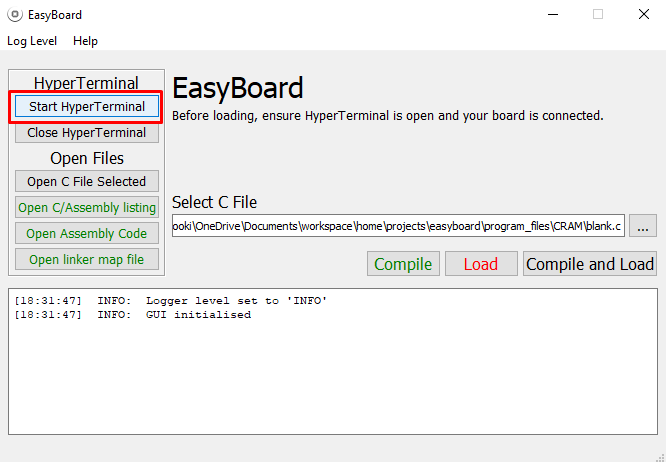 EasyBoard
Log Level Help
HyperTerminal
Start HyperTerminal
Close HyperTerminal
Open Files
Open C File Selected
Open C/Assembly listing
Open Assembly Code
Open linker map file
EasyBoard
Before loading, ensure HyperTerminal is open and your board is connected.
Select C File
ooki\OneDrive\Documents\workspace\home\projects\easyboard\program_files\CRAM\blank.c ...
Compile Load Compile and Load
[18:31:47] INFO: Logger level set to 'INFO'
[18:31:47] INFO: GUI initialised